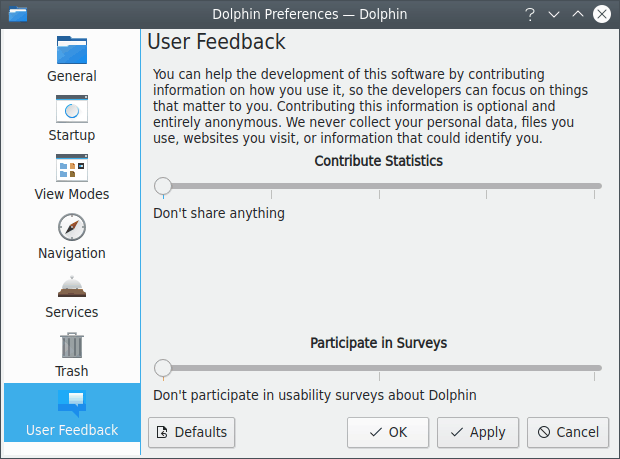 Dolphin Preferences — Dolphin
?
General
Startup
View Modes
Navigation
Services
Trash
User Feedback
User Feedback
You can help the development of this software by contributing
information on how you use it, so the developers can focus on things
that matter to you. Contributing this information is optional and
entirely anonymous. We never collect your personal data, files you
use, websites you visit, or information that could identify you.
Contribute Statistics
Don't share anything
Participate in Surveys
Don't participate in usability surveys about Dolphin
Defaults
OK
Apply
Cancel